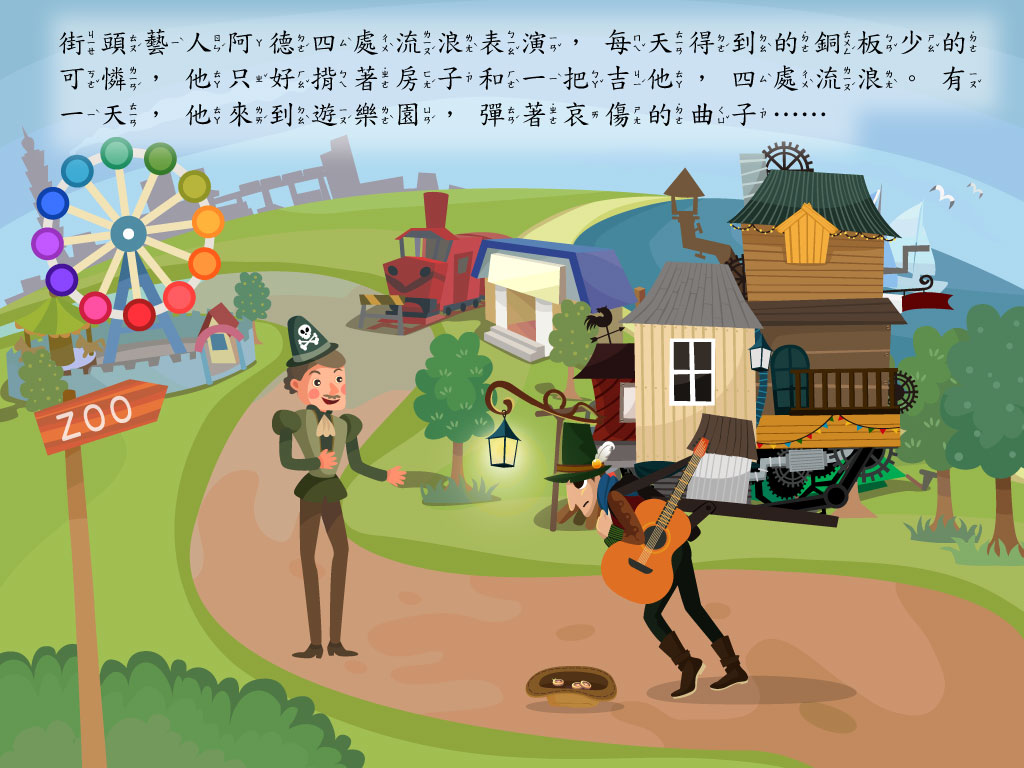 街頭藝人阿德四處流浪表演，每天得到的銅板少的
可憐，他只好揹著房子和一把吉他，四處流浪。有
一天，他來到遊樂園，彈著哀傷的曲子⋯⋯
ZOO